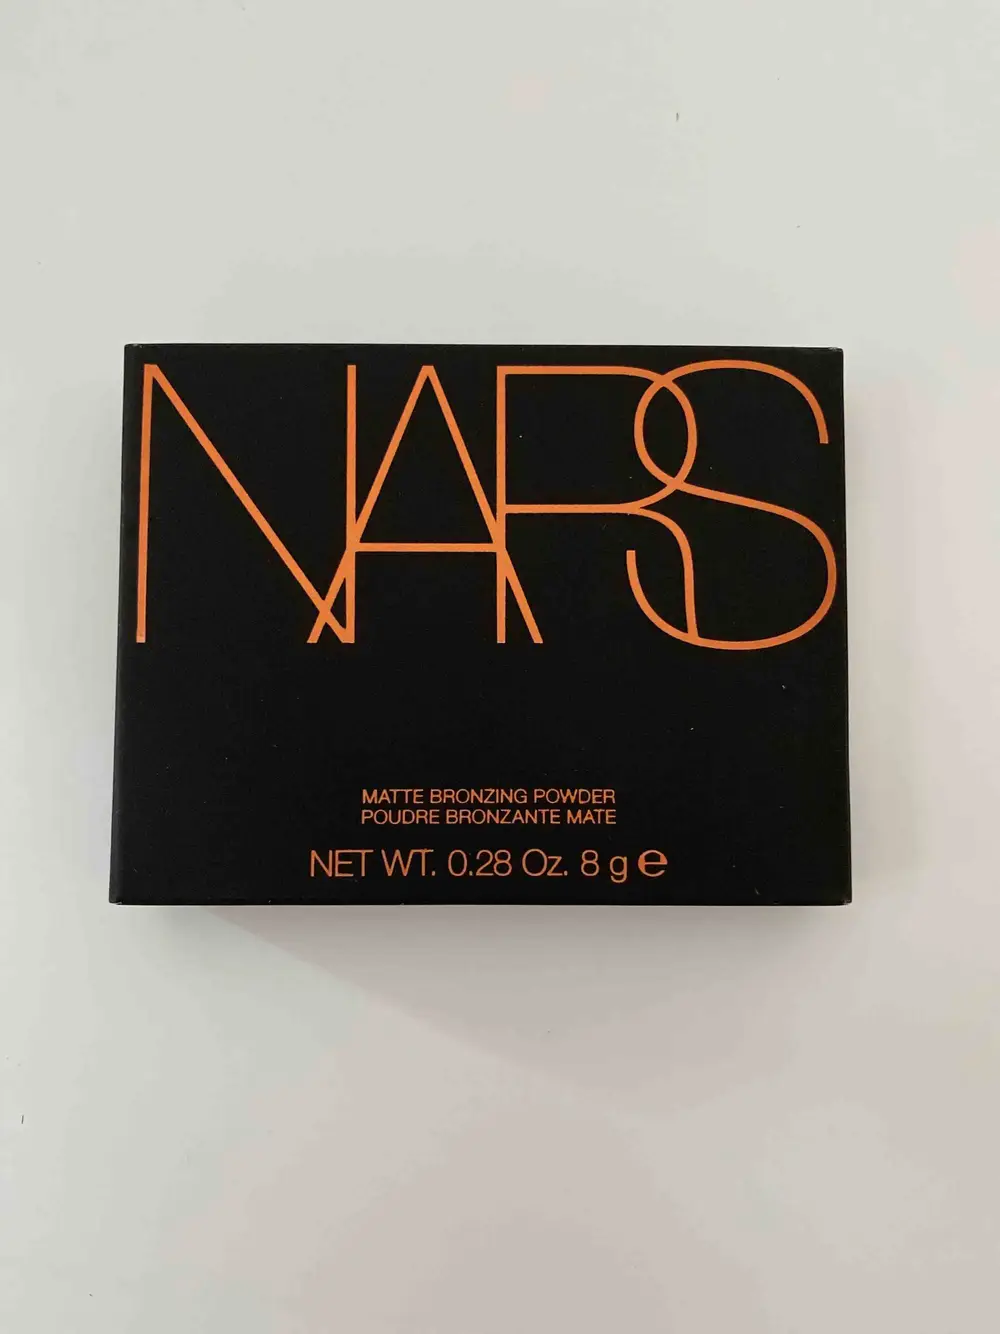 NARS
MATTE BRONZING POWDER
POUDRE BRONZANTE MATE
NET WT. 0.28 Oz. 8 g ℮